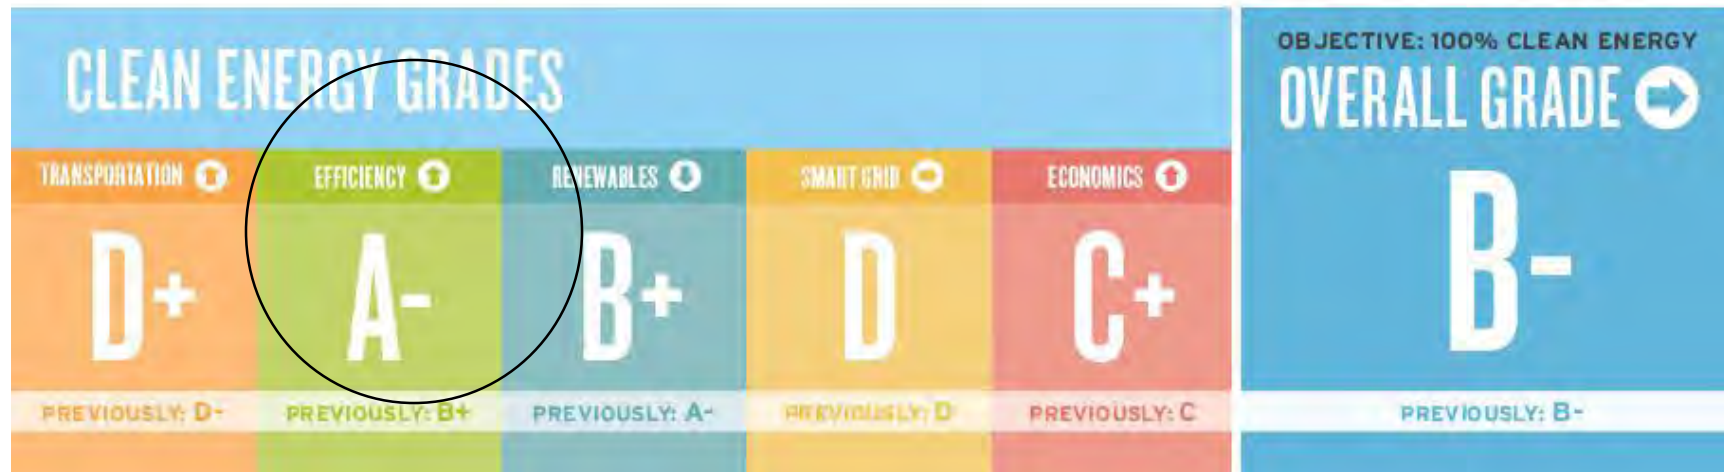 CLEAN ENERGY GRADES
TRANSPORTATION
D+
PREVIOUSLY: D-
EFFICIENCY
A-
PREVIOUSLY: B+
RENEWABLES
B+
PREVIOUSLY: A-
SMART GRID
D
PREVIOUSLY: D
ECONOMICS
C+
PREVIOUSLY: C
OBJECTIVE: 100% CLEAN ENERGY
OVERALL GRADE
B-
PREVIOUSLY: B-